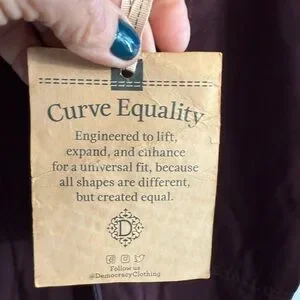 Curve Equality
Engineered to lift,
expand, and enhance
for a universal fit, because
all shapes are different,
but created equal.
D
Follow us
@DemocracyClothing